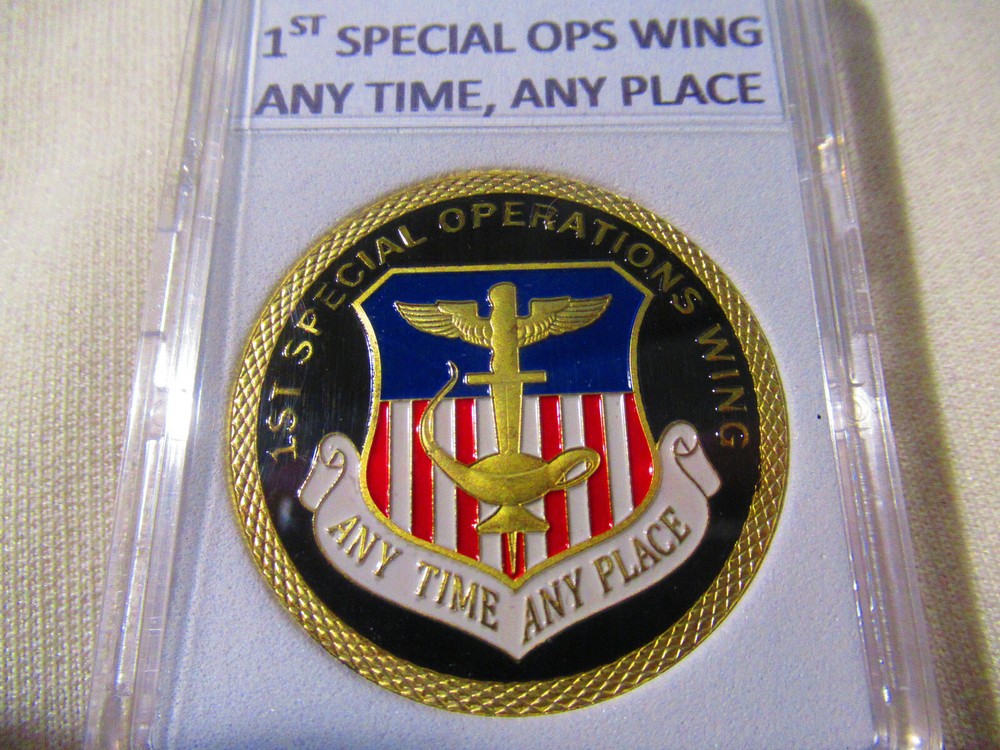 1ST SPECIAL OPS WING
ANY TIME, ANY PLACE
1ST SPECIAL OPERATIONS WING
ANY TIME ANY PLACE